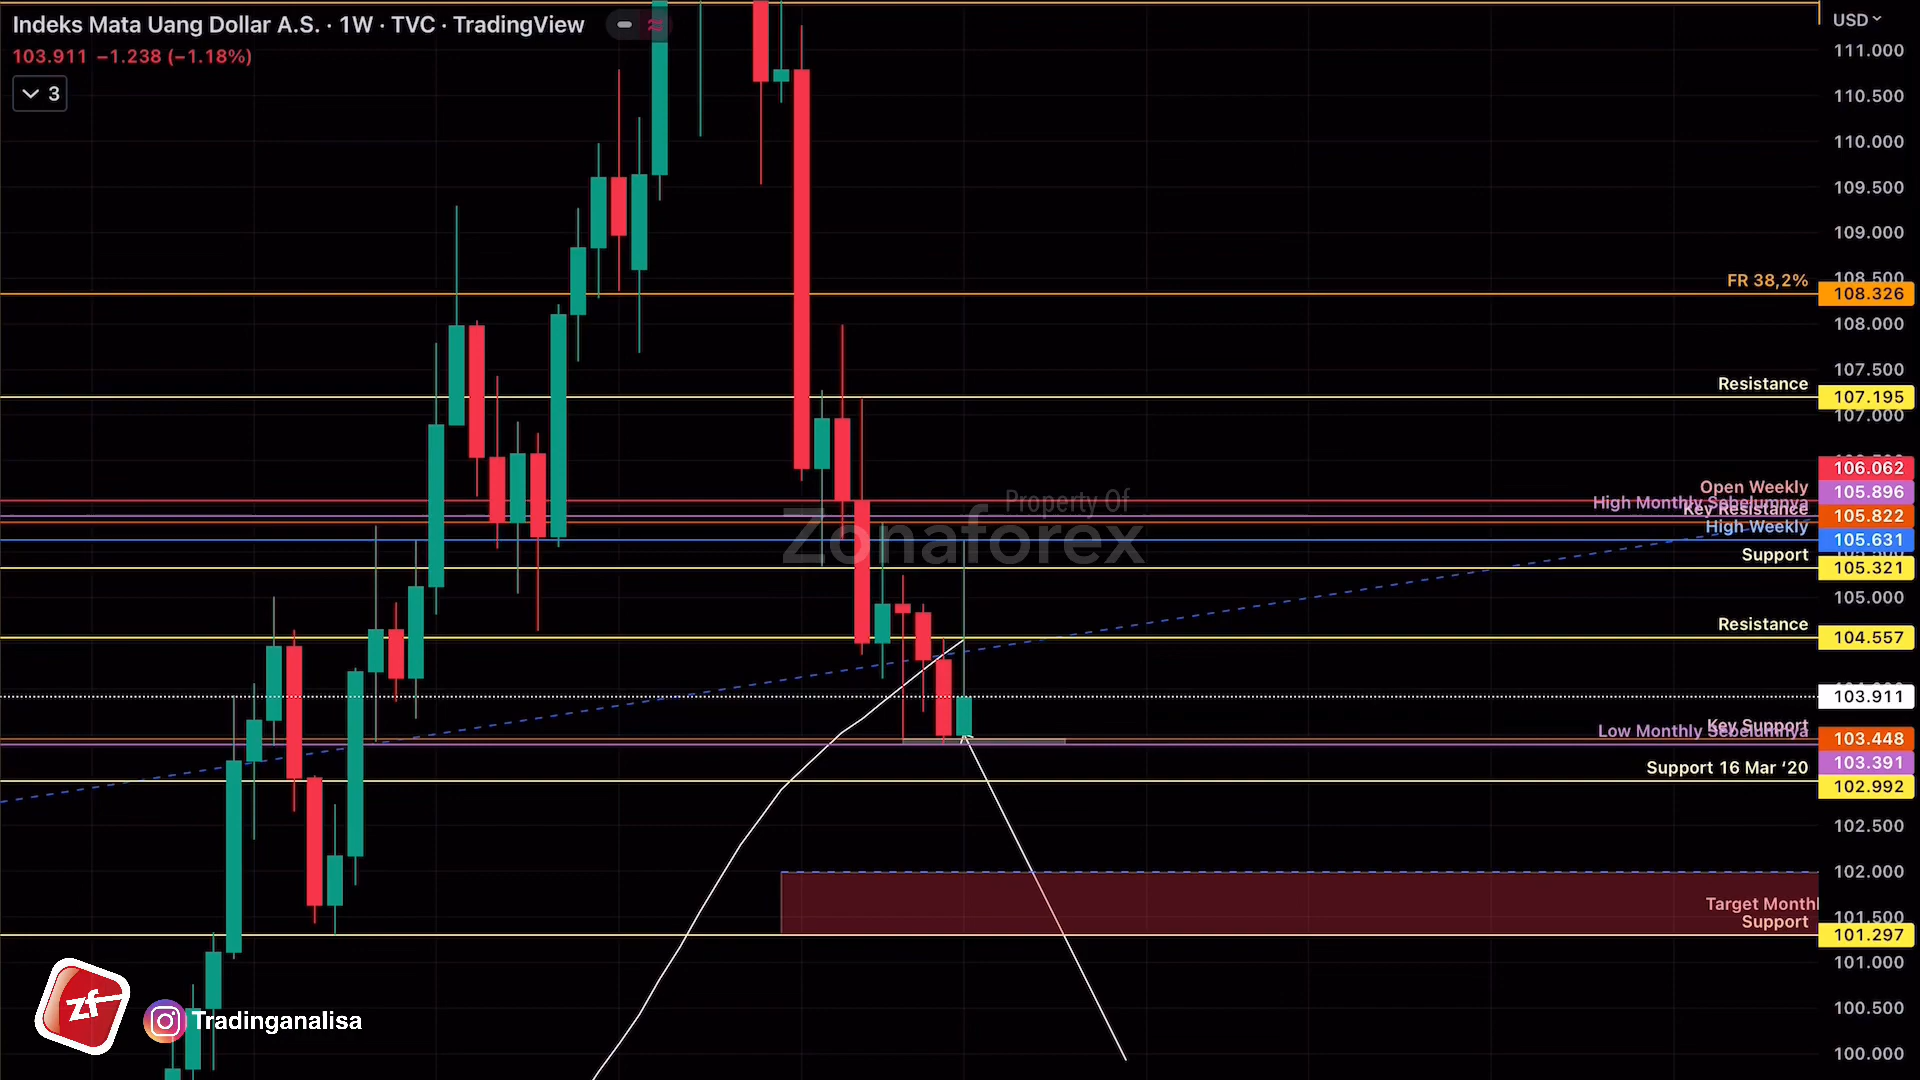 Indeks Mata Uang Dollar A.S. · 1W · TVC · TradingView
103.911 −1.238 (−1.18%)
3
USD
111.000
110.500
110.000
109.500
109.000
108.500
FR 38,2%
108.326
108.000
107.500
Resistance
107.195
107.000
106.062
Open Weekly
105.896
High Monthly Sebelumnya
Key Resistance
105.822
High Weekly
105.631
Support
105.321
105.000
Resistance
104.557
103.911
Key Support
Low Monthly Sebelumnya
103.448
103.391
Support 16 Mar ‘20
102.992
102.500
102.000
Target Monthl
101.500
Support
101.297
101.000
100.500
100.000
Property Of
Zonaforex
zf
Tradinganalisa